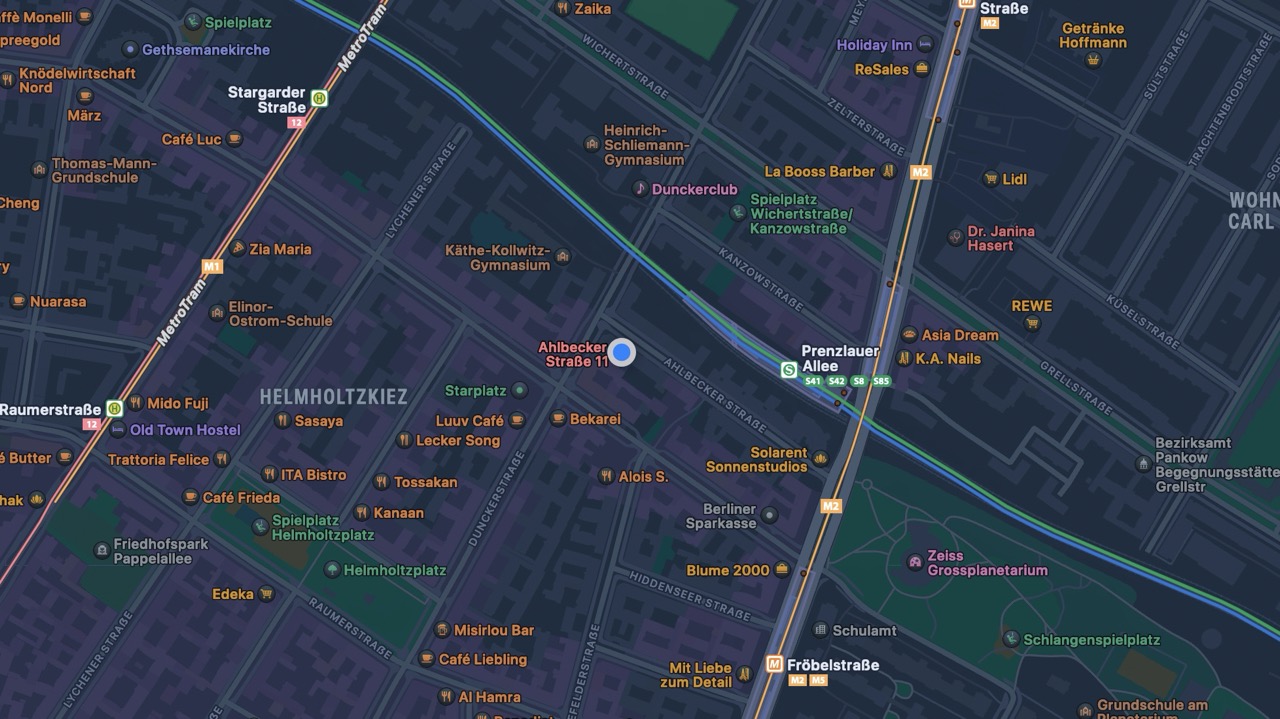 affè Monelli
preegold
Spielplatz
Gethsemanekirche
Knödelwirtschaft
Nord
März
Stargarder
Straße
12
Café Luc
Thomas-Mann-
Grundschule
Cheng
MetroTram
Zaika
WICHERTSTRAßE
Straße
M2
Holiday Inn
ReSales
Getränke
Hoffmann
SÜLTSTRAßE
TRACHTENBRODTSTRAßE
ZELTERSTRAßE
Heinrich-
Schliemann-
Gymnasium
Dunckerclub
La Booss Barber
M2
Lidl
Spielplatz
Wichertstraße/
Kanzowstraße
Dr. Janina
Hasert
WOHN
CARL
LYCHENER-STRAßE
Zia Maria
M1
Nuarasa
MetroTram
Elinor-
Ostrom-Schule
Käthe-Kollwitz-
Gymnasium
KANZOWSTRAßE
REWE
KÜSELSTRAßE
Asia Dream
K.A. Nails
GRELLSTRAßE
Ahlbecker
Straße 11
AHLBECKER-STRAßE
Prenzlauer
Allee
S41 S42 S8 S85
HELMHOLTZKIEZ
Starplatz
Raumerstraße
12
Mido Fuji
Old Town Hostel
Sasaya
Luuv Café
Bekarei
Lecker Song
é Butter
Trattoria Felice
ITA Bistro
Tossakan
Alois S.
Solarent
Sonnenstudios
Bezirksamt
Pankow
Begegnungsstätte
Grellstr
hak
Café Frieda
Kanaan
DUNCKERSTRAßE
Berliner
Sparkasse
M2
Spielplatz
Helmholtzplatz
Friedhofspark
Pappelallee
Helmholtzplatz
Blume 2000
Zeiss
Grossplanetarium
Edeka
HIDDENSEER STRAßE
RAUMERSTRAßE
LYCHENER STRAßE
Misirlou Bar
Schulamt
Schlangenspielplatz
Café Liebling
Mit Liebe
zum Detail
Fröbelstraße
M2 M5
Al Hamra
Grundschule am
Planetarium